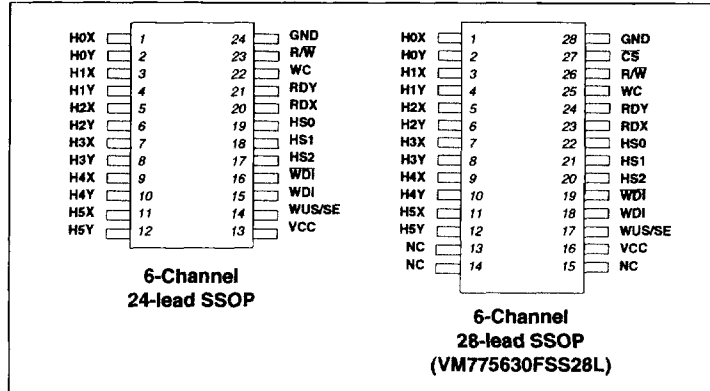 H0X 1 24 GND
H0Y 2 23 R/W̅
H1X 3 22 WC
H1Y 4 21 RDY
H2X 5 20 RDX
H2Y 6 19 HS0
H3X 7 18 HS1
H3Y 8 17 HS2
H4X 9 16 W̅D̅I̅
H4Y 10 15 WDI
H5X 11 14 WUS/SE
H5Y 12 13 VCC
6-Channel
24-lead SSOP
H0X 1 28 GND
H0Y 2 27 C̅S̅
H1X 3 26 R/W̅
H1Y 4 25 WC
H2X 5 24 RDY
H2Y 6 23 RDX
H3X 7 22 HS0
H3Y 8 21 HS1
H4X 9 20 HS2
H4Y 10 19 W̅D̅I̅
H5X 11 18 WDI
H5Y 12 17 WUS/SE
NC 13 16 VCC
NC 14 15 NC
6-Channel
28-lead SSOP
(VM775630FSS28L)